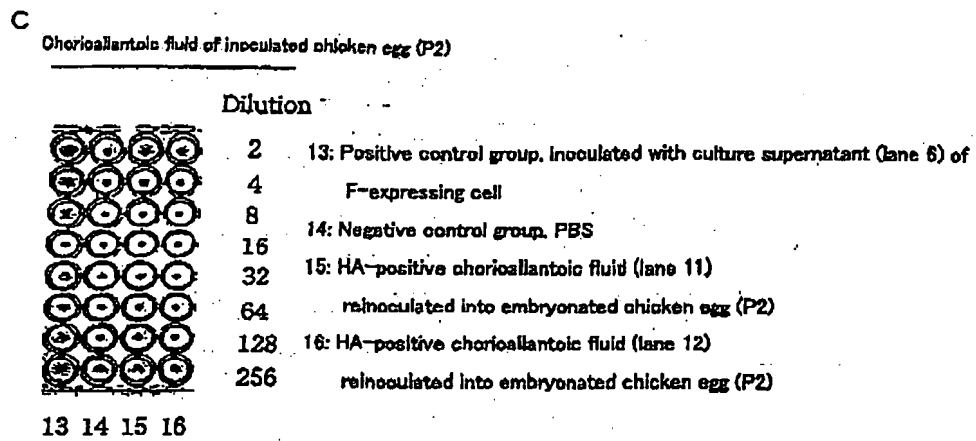 C
Chorioallantoic fluid of inoculated chicken egg (P2)
Dilution
2
4
8
16
32
64
128
256
13: Positive control group, inoculated with culture supernatant (lane 6) of
F-expressing cell
14: Negative control group, PBS
15: HA-positive chorioallantoic fluid (lane 11)
reinoculated into embryonated chicken egg (P2)
16: HA-positive chorioallantoic fluid (lane 12)
reinoculated into embryonated chicken egg (P2)
13 14 15 16